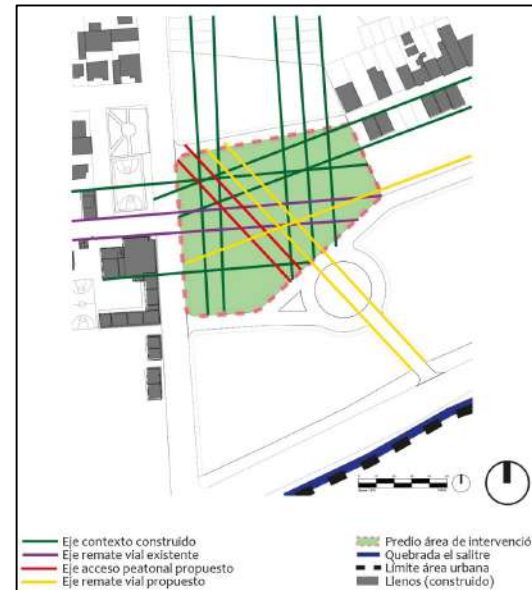 Eje contexto construido
Eje remate vial existente
Eje acceso peatonal propuesto
Eje remate vial propuesto
Predio área de intervenció
Quebrada el salitre
Límite área urbana
Llenos (construido)